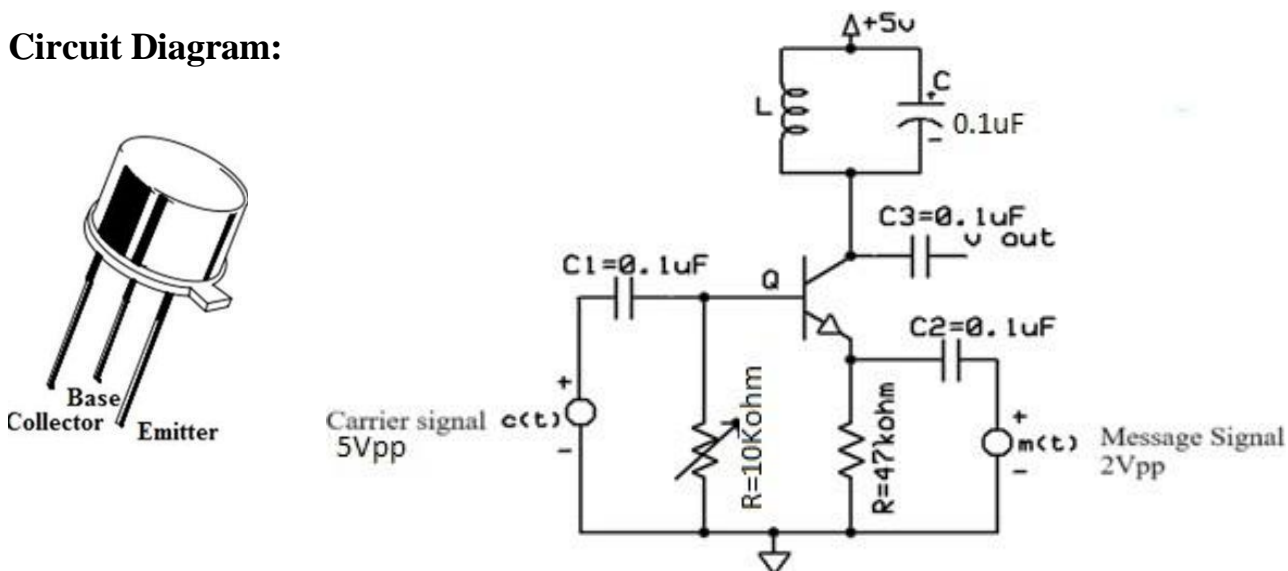 Circuit Diagram:
+5v
L
+ C
0.1uF
-
C3=0.1uF
v out
C1=0.1uF
Q
C2=0.1uF
Base
Collector
Emitter
+
Carrier signal c(t)
5Vpp
-
R=10Kohm
R=47kohm
+
m(t)
-
Message Signal
2Vpp